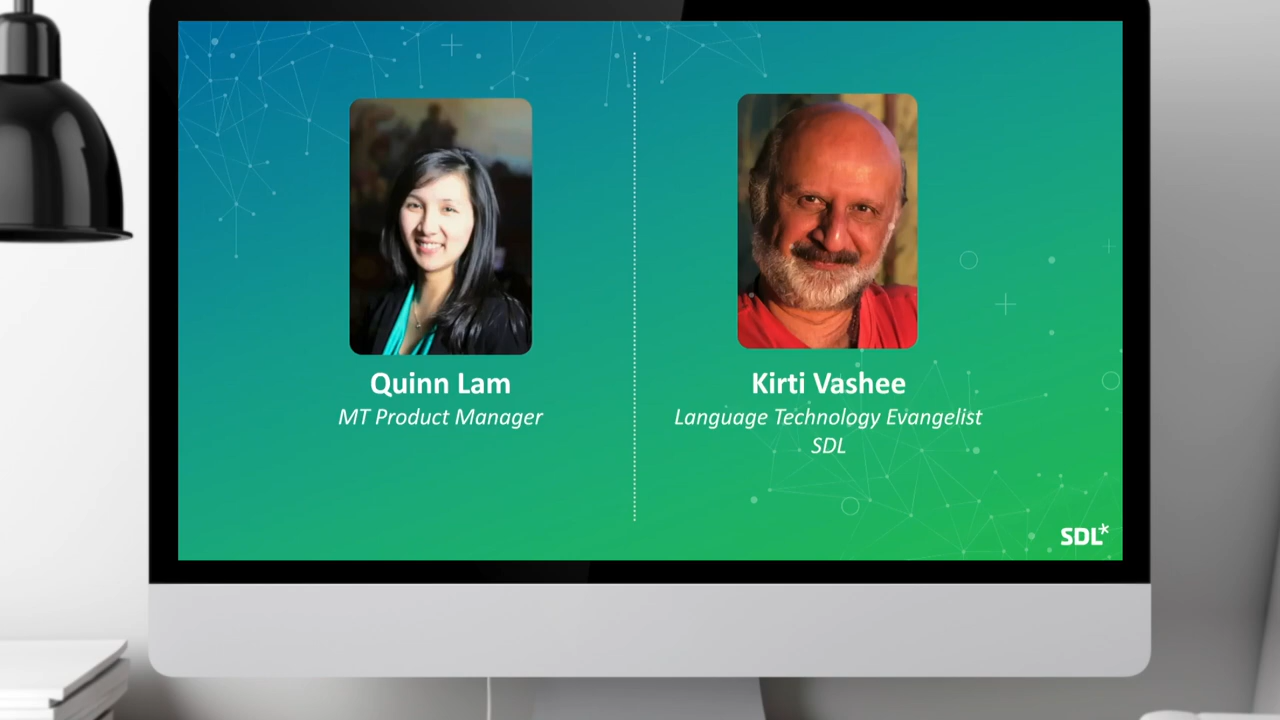 Quinn Lam
MT Product Manager
Kirti Vashee
Language Technology Evangelist
SDL
SDL*